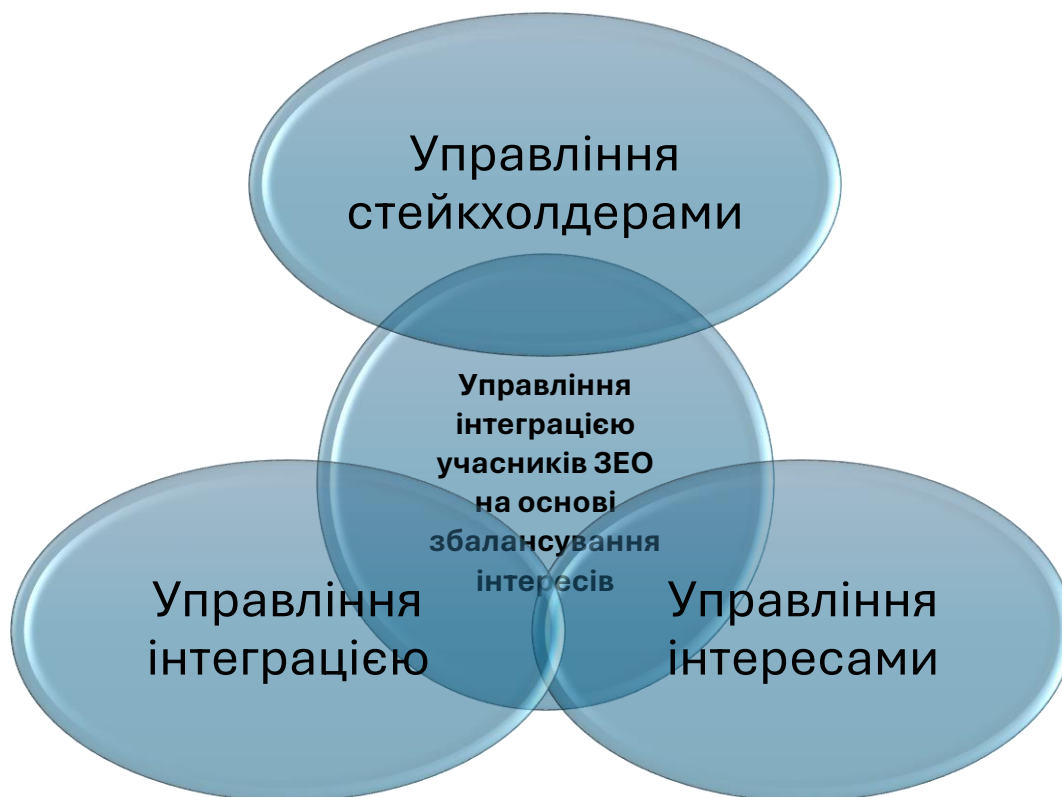 Управління
стейкхолдерами
Управління
інтеграцією
учасників ЗЕО
на основі
збалансування
інтересів
Управління
інтеграцією
Управління
інтересами